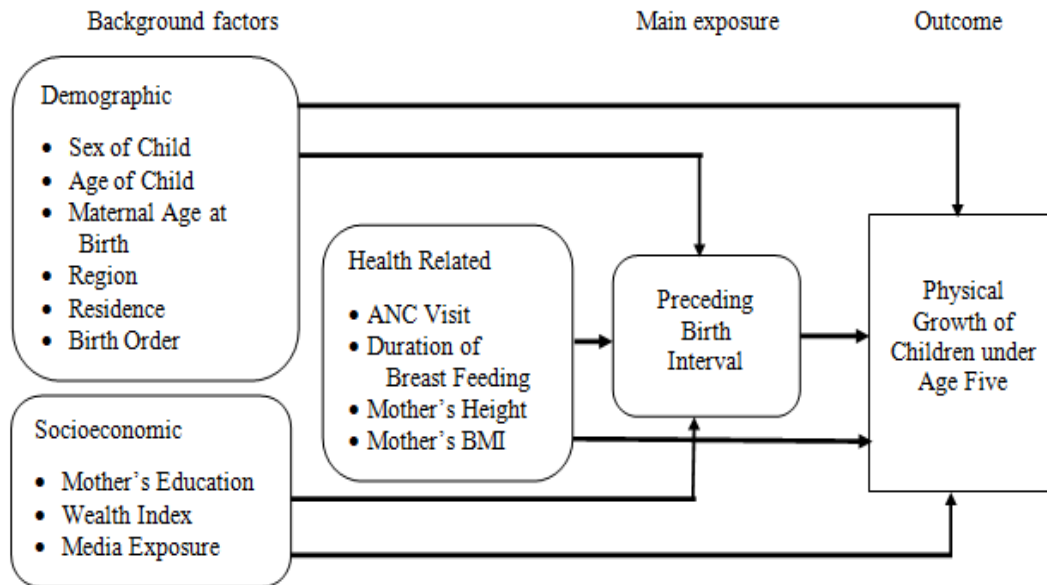 Background factors
Main exposure
Outcome
Demographic
• Sex of Child
• Age of Child
• Maternal Age at
Birth
• Region
• Residence
• Birth Order
Socioeconomic
• Mother's Education
• Wealth Index
• Media Exposure
Health Related
• ANC Visit
• Duration of
Breast Feeding
• Mother's Height
• Mother's BMI
Preceding
Birth
Interval
Physical
Growth of
Children under
Age Five